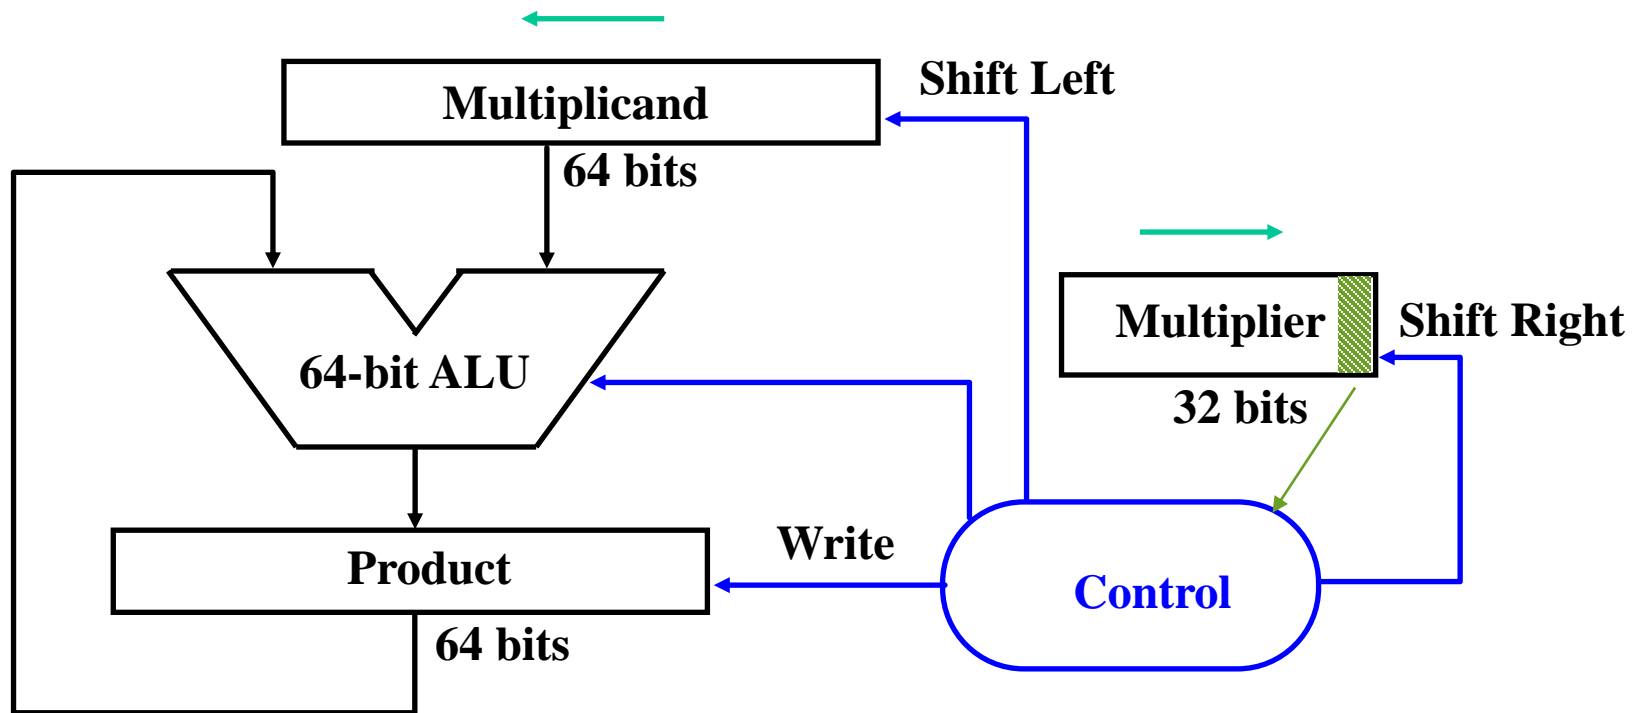 Shift Left
Multiplicand
64 bits
Multiplier
Shift Right
64-bit ALU
32 bits
Write
Product
Control
64 bits